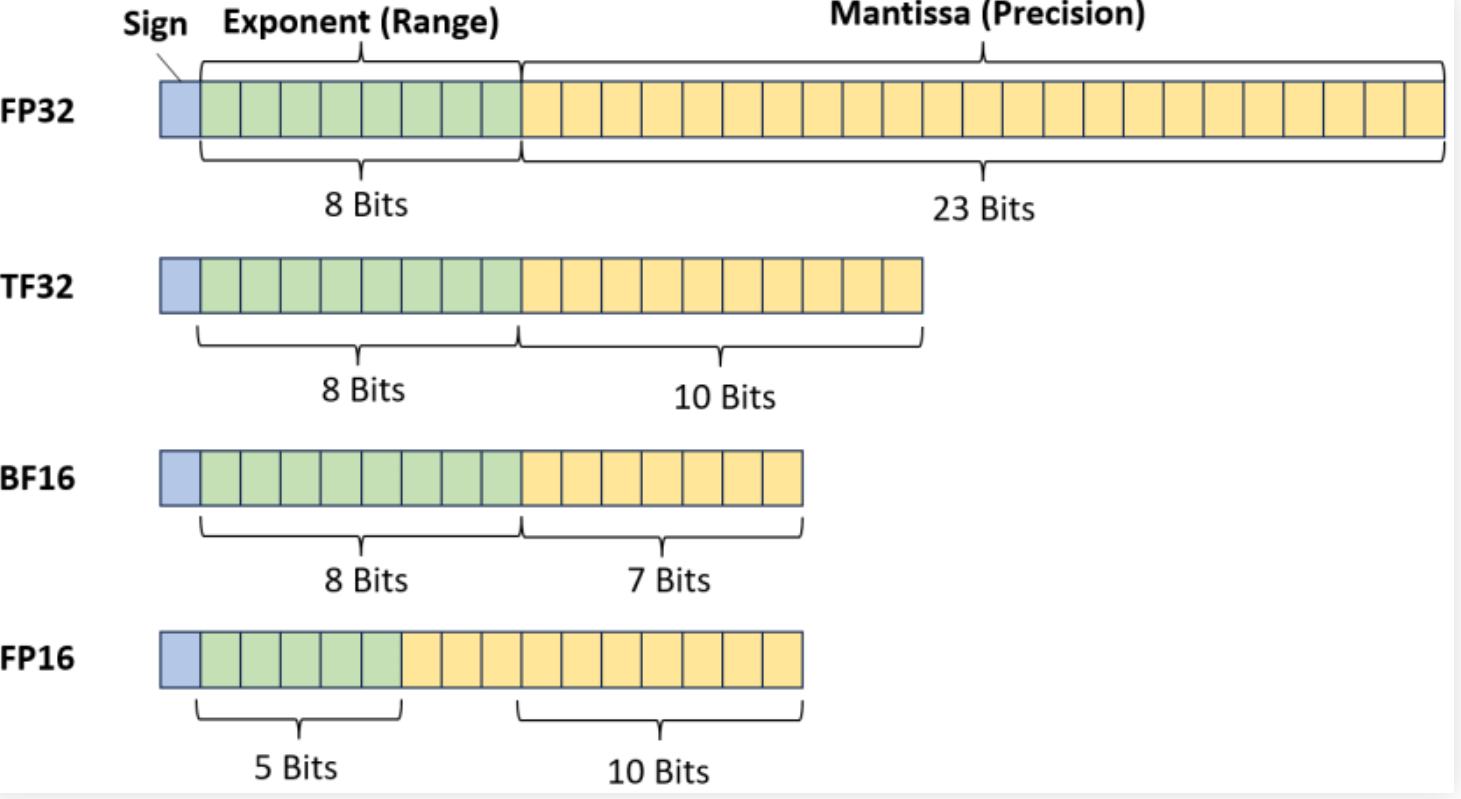 Sign Exponent (Range) Mantissa (Precision)
FP32
8 Bits 23 Bits
TF32
8 Bits 10 Bits
BF16
8 Bits 7 Bits
FP16
5 Bits 10 Bits